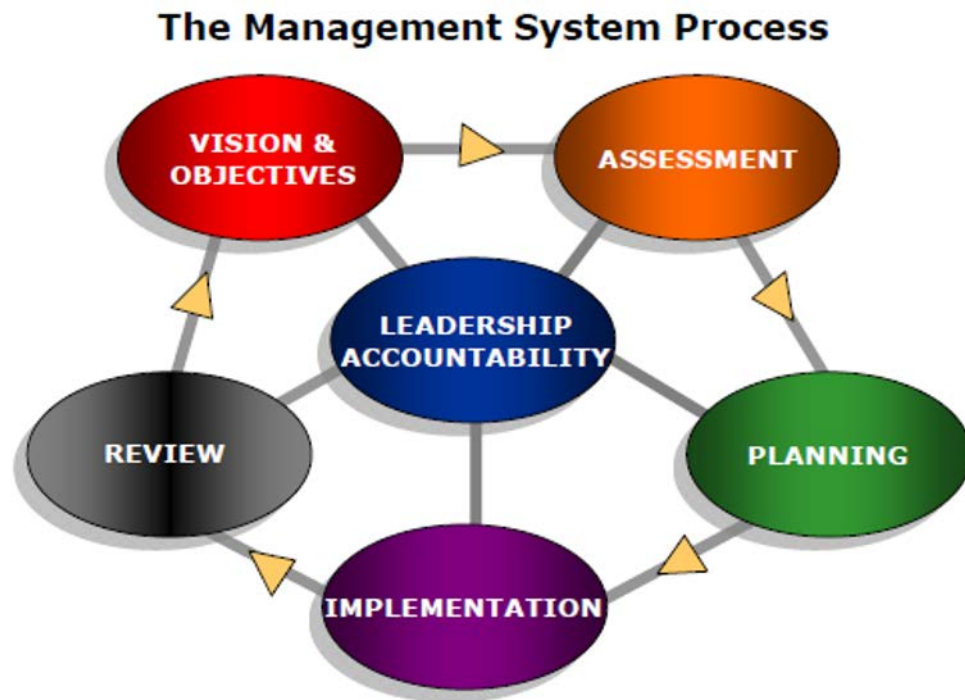 The Management System Process
VISION &
OBJECTIVES
ASSESSMENT
LEADERSHIP
ACCOUNTABILITY
REVIEW
PLANNING
IMPLEMENTATION